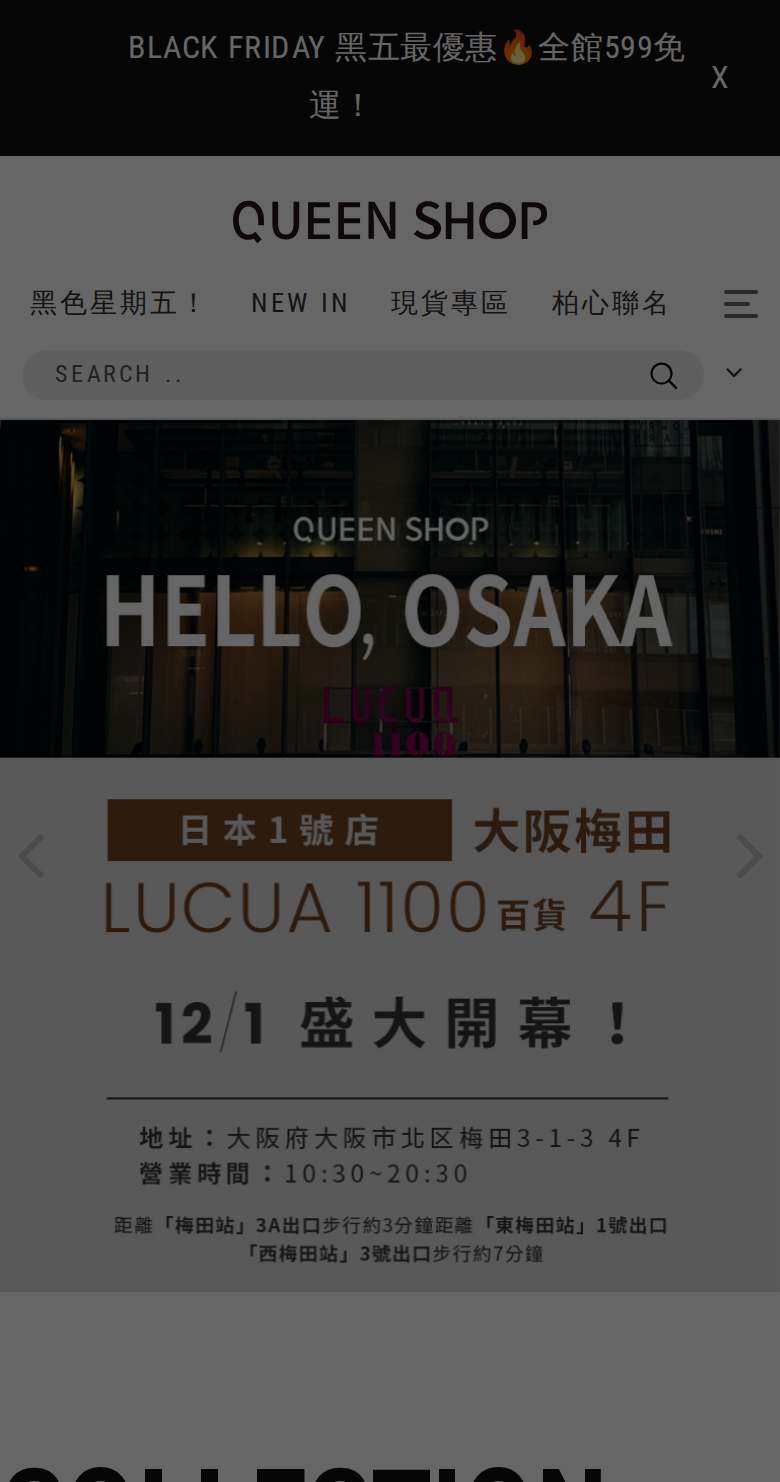 BLACK FRIDAY 黑五最優惠🔥全館599免
運！
X
QUEEN SHOP
黑色星期五！ NEW IN 現貨專區 柏心聯名
SEARCH ..
QUEEN SHOP
HELLO, OSAKA
LUCUA
1100
日本1號店 大阪梅田
LUCUA 1100百貨 4F
12/1 盛大開幕！
地址：大阪府大阪市北区梅田3-1-3 4F
營業時間：10:30~20:30
距離「梅田站」3A出口步行約3分鐘距離「東梅田站」1號出口
「西梅田站」3號出口步行約7分鐘
COLLECTION